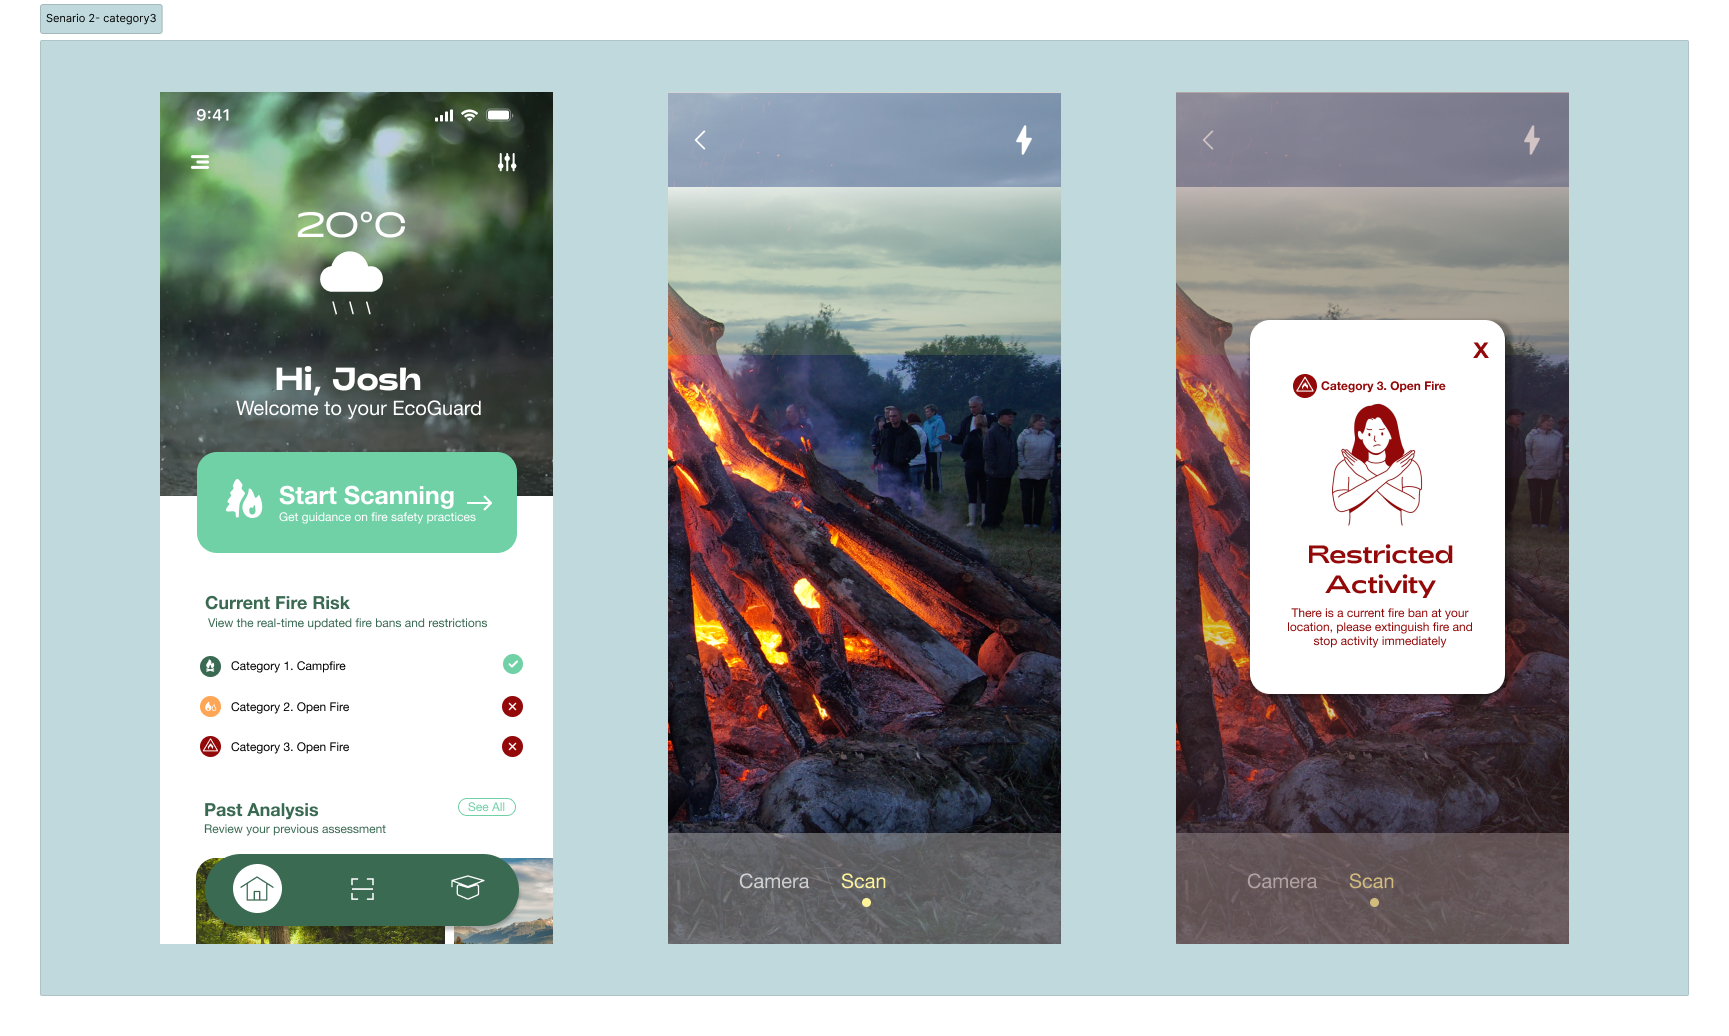 Senario 2- category3
9:41
20°C
Hi, Josh
Welcome to your EcoGuard
Start Scanning
Get guidance on fire safety practices
Current Fire Risk
View the real-time updated fire bans and restrictions
Category 1. Campfire
Category 2. Open Fire
Category 3. Open Fire
Past Analysis
See All
Review your previous assessment
Camera Scan
X
Category 3. Open Fire
Restricted
Activity
There is a current fire ban at your
location, please extinguish fire and
stop activity immediately
Camera Scan